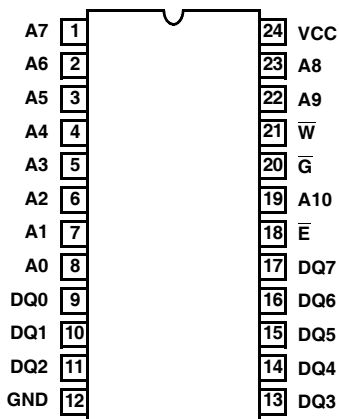 A7 1 24 VCC
A6 2 23 A8
A5 3 22 A9
A4 4 21 W̅
A3 5 20 G̅
A2 6 19 A10
A1 7 18 E̅
A0 8 17 DQ7
DQ0 9 16 DQ6
DQ1 10 15 DQ5
DQ2 11 14 DQ4
GND 12 13 DQ3